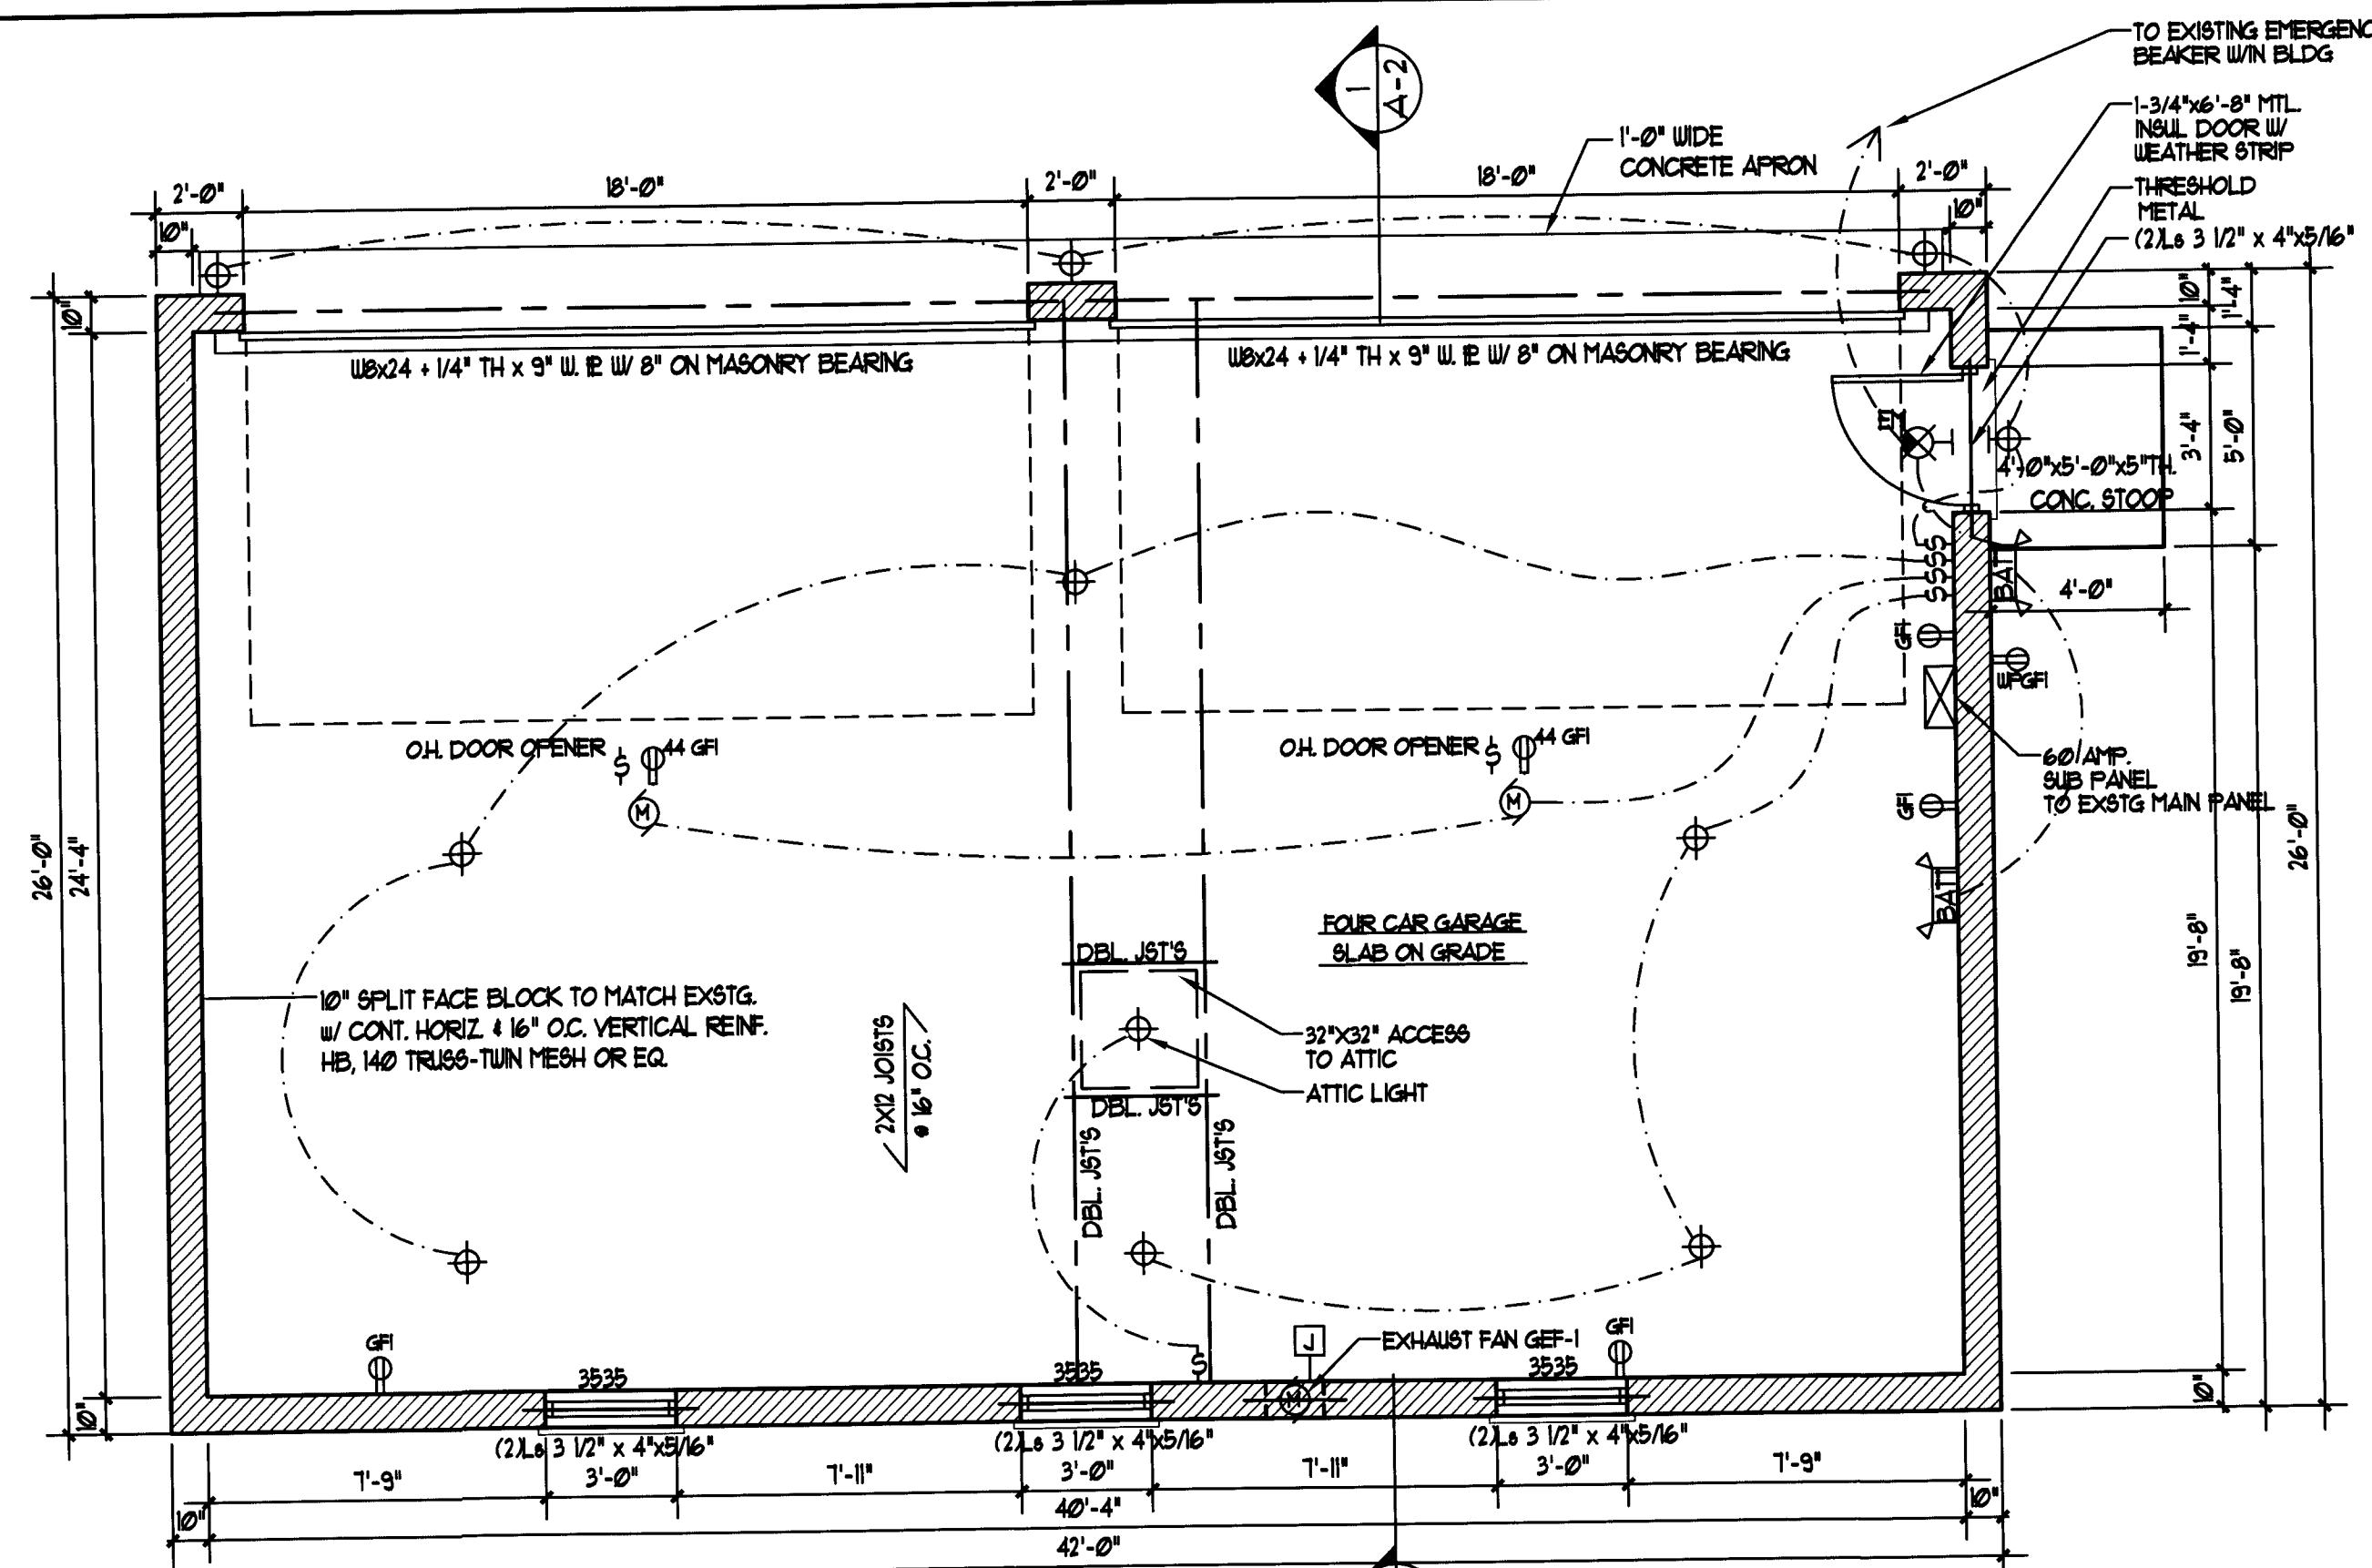 TO EXISTING EMERGENC
BEAKER W/IN BLDG
1
A-2
1-3/4"x6'-8" MTL.
INSUL DOOR W/
WEATHER STRIP
1'-0" WIDE
CONCRETE APRON
THRESHOLD
METAL
(2)Ls 3 1/2" x 4"x5/16"
2'-0"
18'-0"
2'-0"
18'-0"
2'-0"
10"
10"
10"
10"
1'-4"
1'-4"
W8x24 + 1/4" TH x 9" W. PL W/ 8" ON MASONRY BEARING
W8x24 + 1/4" TH x 9" W. PL W/ 8" ON MASONRY BEARING
E
3'-4"
5'-0"
4'-0"x5'-0"x5"TH.
CONC. STOOP
SSSS
BATT
4'-0"
GFI
WPGFI
O.H. DOOR OPENER
S
44 GFI
M
O.H. DOOR OPENER
S
44 GFI
M
60/AMP.
SUB PANEL
TO EXSTG MAIN PANEL
GFI
BATT
26'-0"
24'-4"
26'-0"
19'-8"
19'-8"
FOUR CAR GARAGE
SLAB ON GRADE
DBL. JST'S
10" SPLIT FACE BLOCK TO MATCH EXSTG.
w/ CONT. HORIZ. & 16" O.C. VERTICAL REINF.
HB, 140 TRUSS-TWIN MESH OR EQ.
2X12 JOISTS
@ 16" O.C.
32"X32" ACCESS
TO ATTIC
ATTIC LIGHT
DBL. JST'S
DBL. JST'S
DBL. JST'S
GFI
3535
3535
S
J
EXHAUST FAN GEF-1
GFI
3535
M
10"
10"
(2)Ls 3 1/2" x 4"x5/16"
(2)Ls 3 1/2" x 4"x5/16"
(2)Ls 3 1/2" x 4"x5/16"
7'-9"
3'-0"
7'-11"
3'-0"
7'-11"
3'-0"
7'-9"
10"
40'-4"
10"
42'-0"